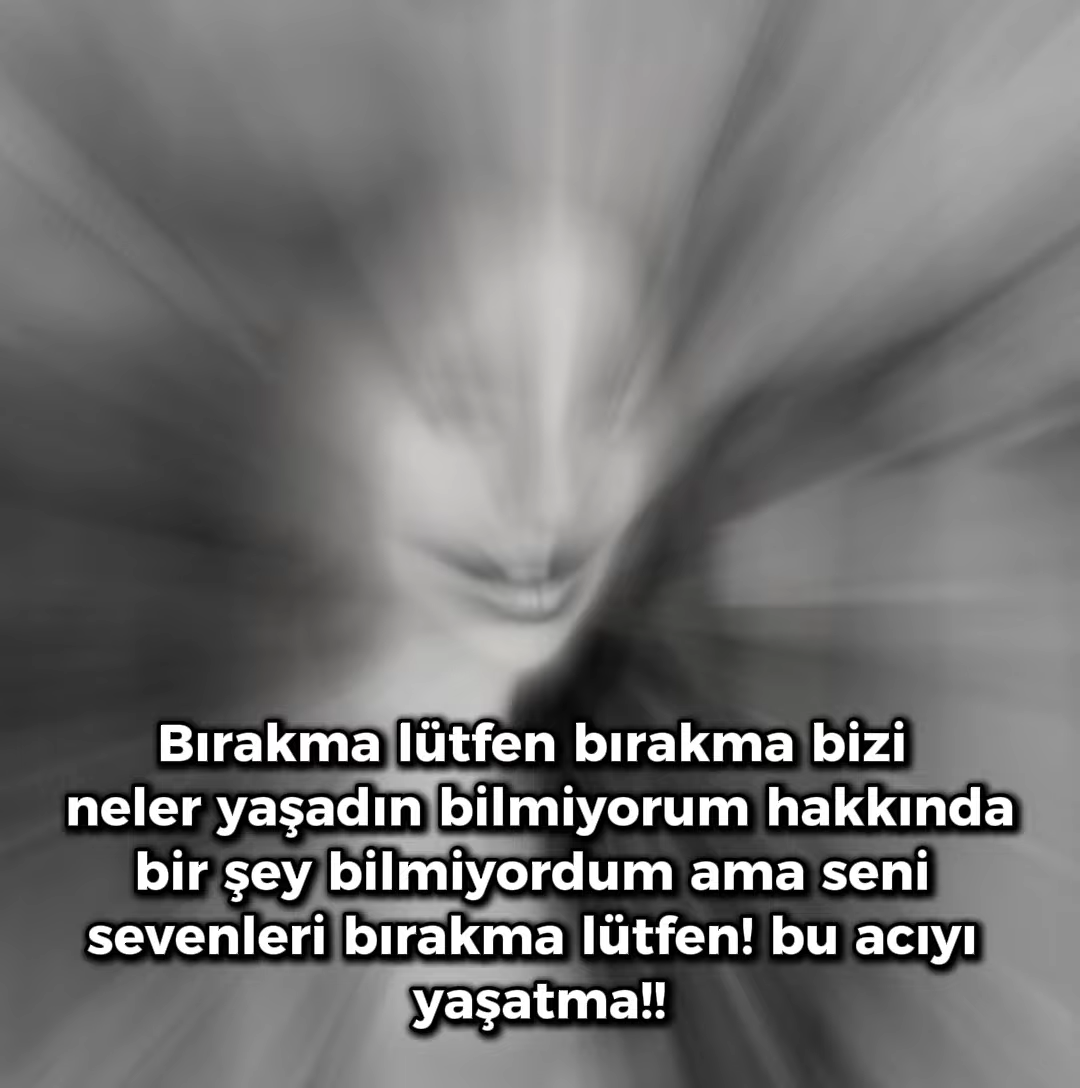 Bırakma lütfen bırakma bizi
neler yaşadın bilmiyorum hakkında
bir şey bilmiyordum ama seni
sevenleri bırakma lütfen! bu acıyı
yaşatma!!